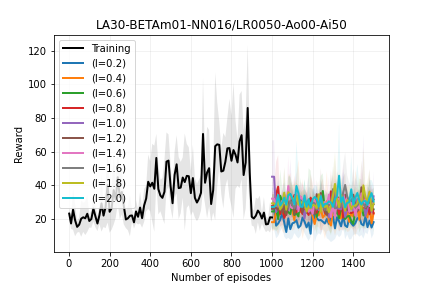 LA30-BETAm01-NN016/LR0050-Ao00-Ai50
Reward
120
100
80
60
40
20
Training
(I=0.2)
(I=0.4)
(I=0.6)
(I=0.8)
(I=1.0)
(I=1.2)
(I=1.4)
(I=1.6)
(I=1.8)
(I=2.0)
0 200 400 600 800 1000 1200 1400
Number of episodes